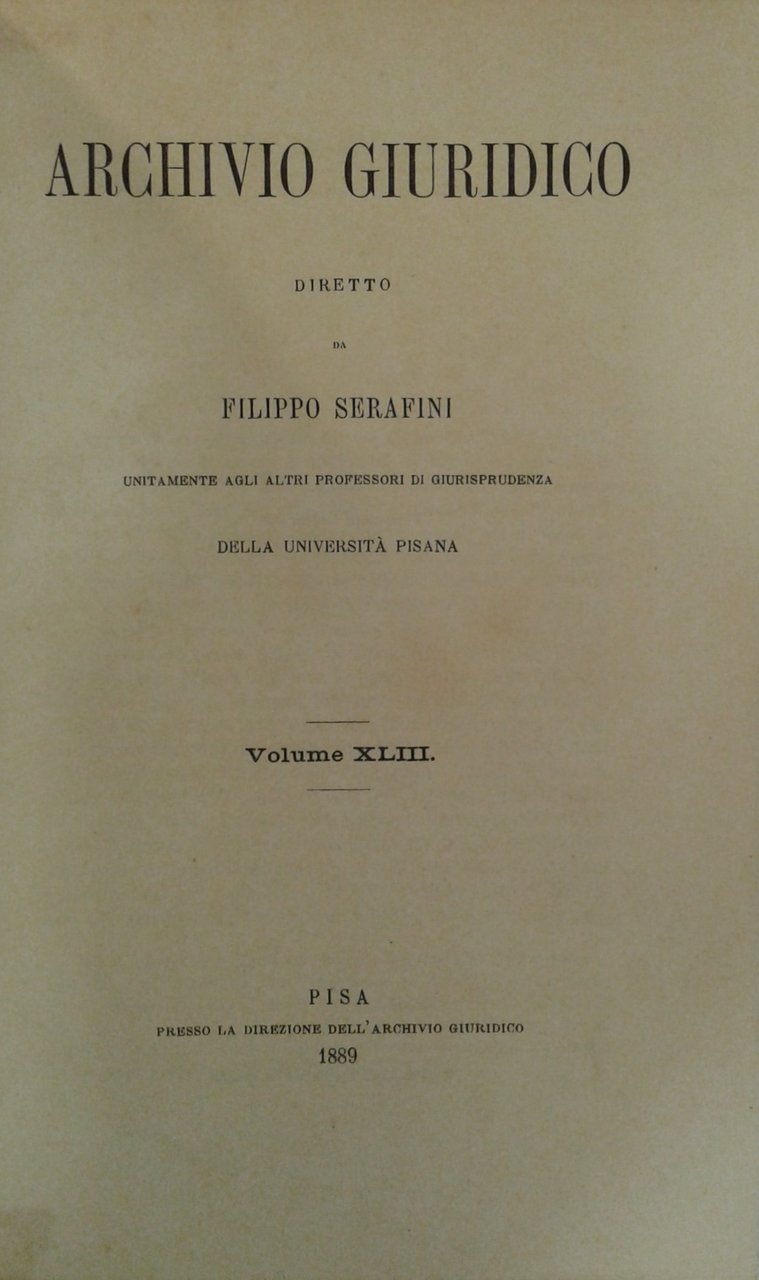 ARCHIVIO GIURIDICO
DIRETTO
DA
FILIPPO SERAFINI
UNITAMENTE AGLI ALTRI PROFESSORI DI GIURISPRUDENZA
DELLA UNIVERSITÀ PISANA
Volume XLIII.
PISA
PRESSO LA DIREZIONE DELL'ARCHIVIO GIURIDICO
1889